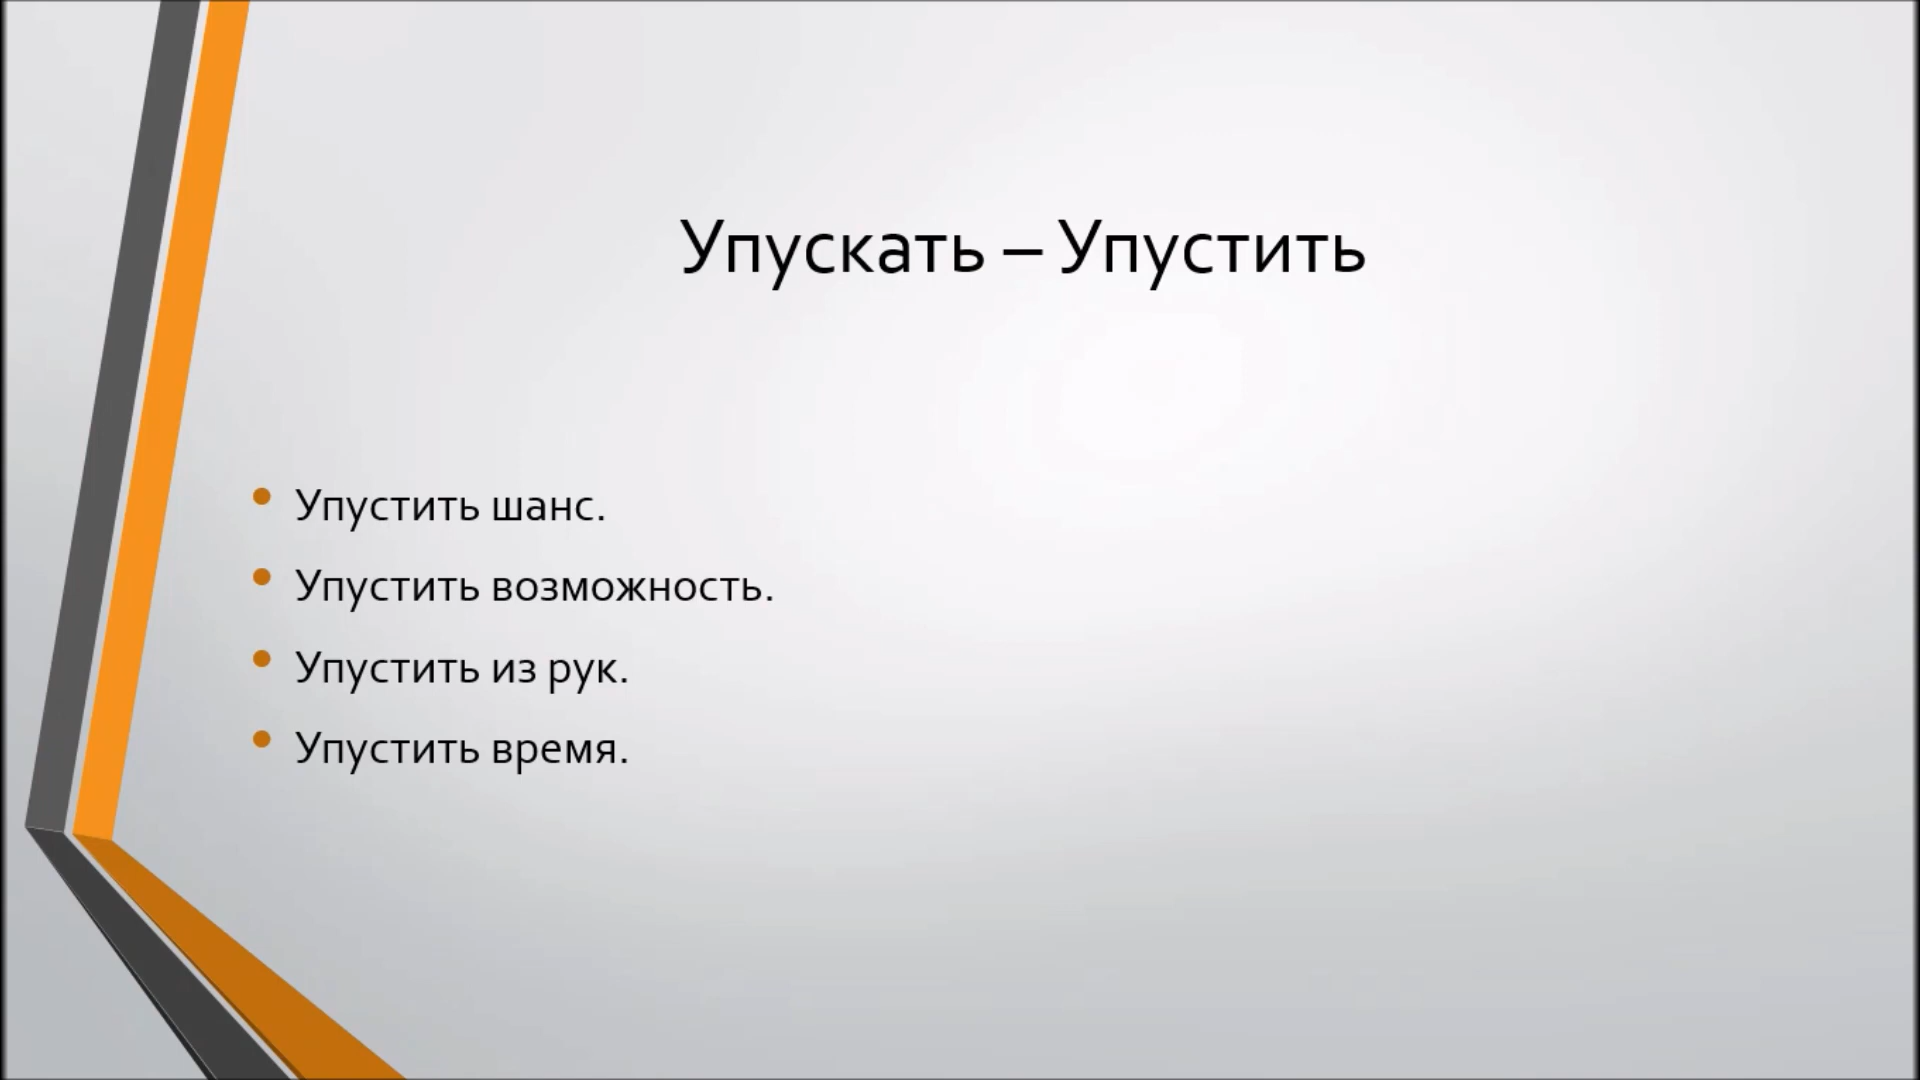 Упускать – Упустить
• Упустить шанс.
• Упустить возможность.
• Упустить из рук.
• Упустить время.